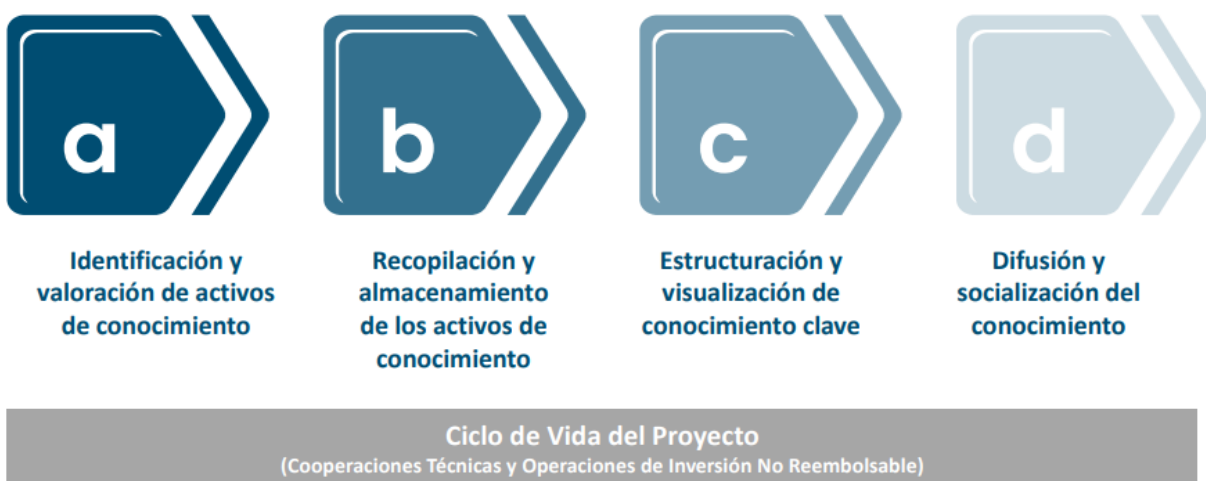 a
Identificación y
valoración de activos
de conocimiento
b
Recopilación y
almacenamiento
de los activos de
conocimiento
c
Estructuración y
visualización de
conocimiento clave
d
Difusión y
socialización del
conocimiento
Ciclo de Vida del Proyecto
(Cooperaciones Técnicas y Operaciones de Inversión No Reembolsable)